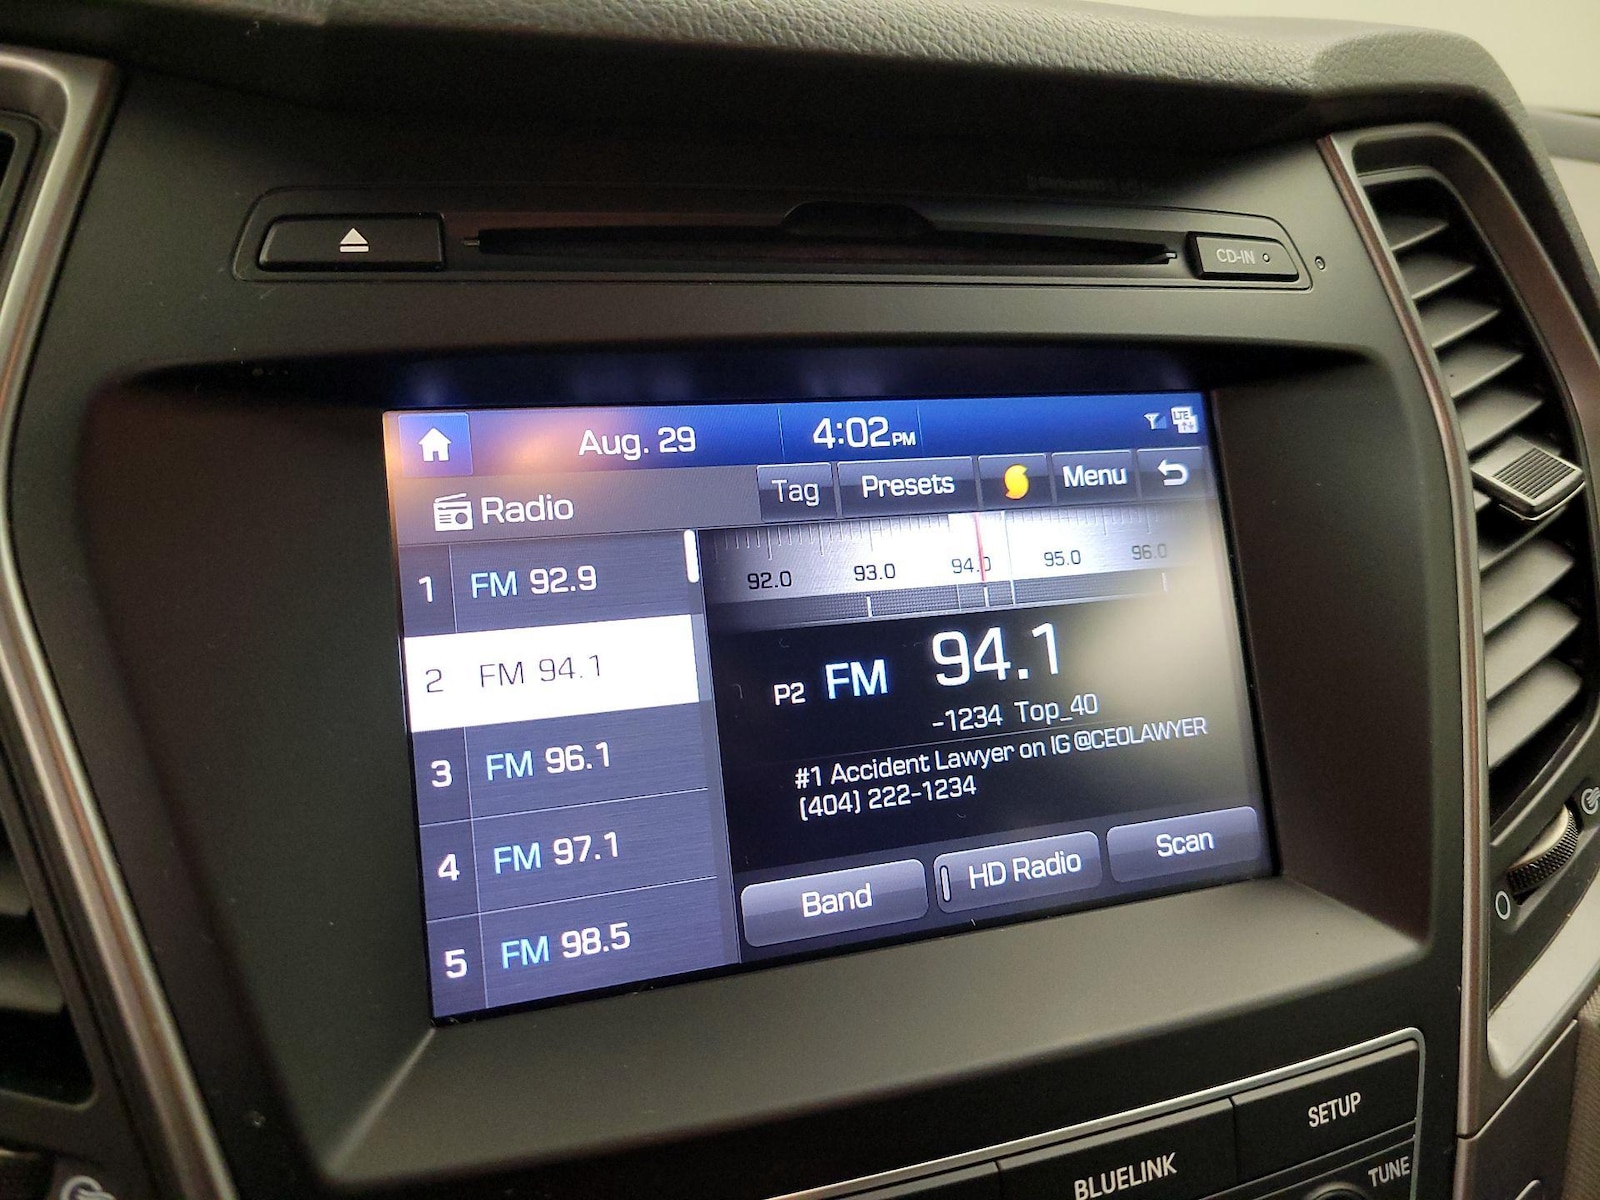 CD-IN
Aug. 29 4:02 PM LTE
Radio Tag Presets Menu
92.0 93.0 94.0 95.0 96.0
1 FM 92.9
2 FM 94.1
3 FM 96.1
4 FM 97.1
5 FM 98.5
P2 FM 94.1
-1234 Top_40
#1 Accident Lawyer on IG @CEOLAWYER
(404) 222-1234
Band HD Radio Scan
SETUP
BLUELINK
TUNE